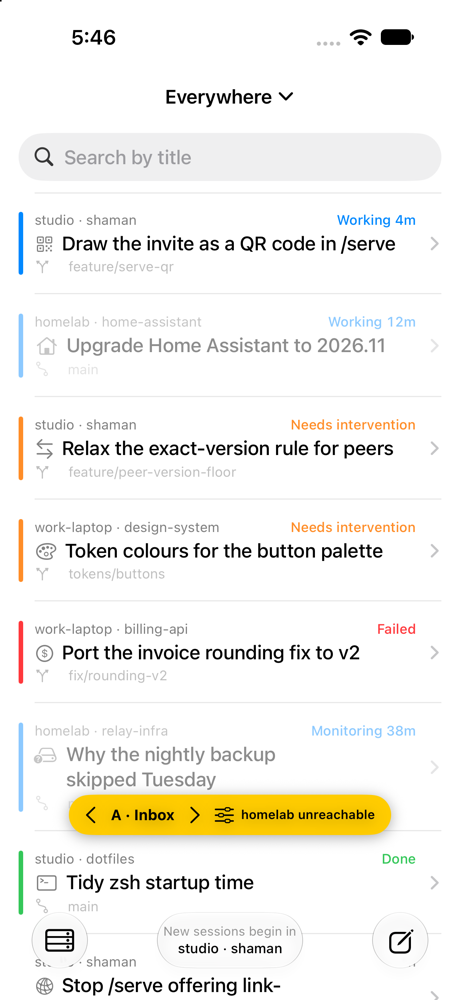 5:46
Everywhere
Search by title
studio · shaman
Working 4m
Draw the invite as a QR code in /serve
feature/serve-qr
homelab · home-assistant
Working 12m
Upgrade Home Assistant to 2026.11
main
studio · shaman
Needs intervention
Relax the exact-version rule for peers
feature/peer-version-floor
work-laptop · design-system
Needs intervention
Token colours for the button palette
tokens/buttons
work-laptop · billing-api
Failed
Port the invoice rounding fix to v2
fix/rounding-v2
homelab · relay-infra
Monitoring 38m
Why the nightly backup
skipped Tuesday
A · Inbox
homelab unreachable
studio · dotfiles
Done
Tidy zsh startup time
main
New sessions begin in
studio · shaman
shaman
Stop /serve offering link-